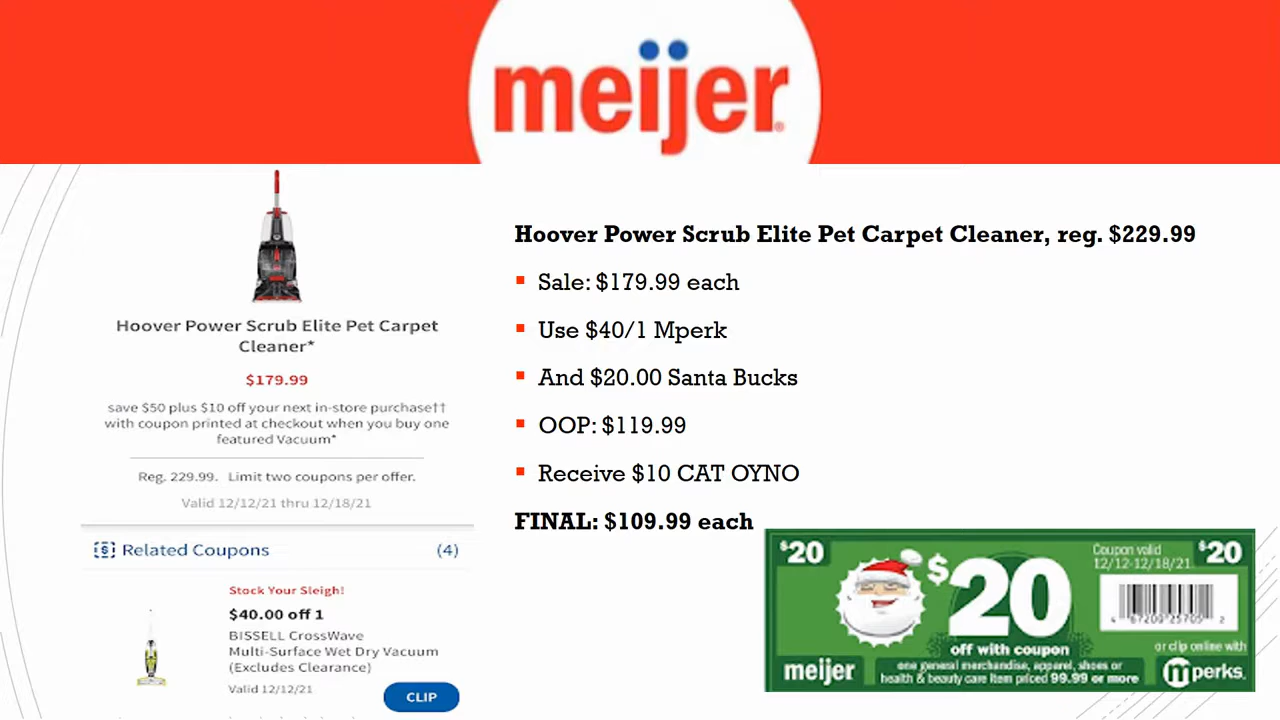 meijer
Hoover Power Scrub Elite Pet Carpet
Cleaner*
$179.99
save $50 plus $10 off your next in-store purchase††
with coupon printed at checkout when you buy one
featured Vacuum*
Reg. 229.99. Limit two coupons per offer.
Valid 12/12/21 thru 12/18/21
Related Coupons (4)
Stock Your Sleigh!
$40.00 off 1
BISSELL CrossWave
Multi-Surface Wet Dry Vacuum
(Excludes Clearance)
Valid 12/12/21
CLIP
Hoover Power Scrub Elite Pet Carpet Cleaner, reg. $229.99
▪ Sale: $179.99 each
▪ Use $40/1 Mperk
▪ And $20.00 Santa Bucks
▪ OOP: $119.99
▪ Receive $10 CAT OYNO
FINAL: $109.99 each
$20
$20
off with coupon
one general merchandise, apparel, shoes or
health & beauty care item priced 99.99 or more
meijer
Coupon valid
12/12-12/18/21
$20
or clip online with
mperks